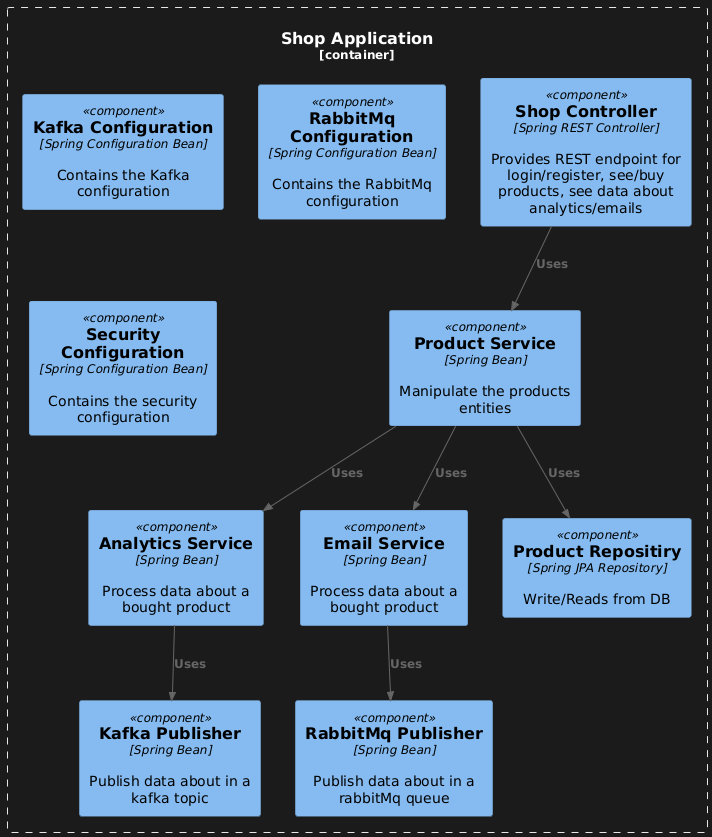 Shop Application
[container]
«component»
Kafka Configuration
[Spring Configuration Bean]
Contains the Kafka
configuration
«component»
RabbitMq
Configuration
[Spring Configuration Bean]
Contains the RabbitMq
configuration
«component»
Shop Controller
[Spring REST Controller]
Provides REST endpoint for
login/register, see/buy
products, see data about
analytics/emails
Uses
«component»
Security
Configuration
[Spring Configuration Bean]
Contains the security
configuration
«component»
Product Service
[Spring Bean]
Manipulate the products
entities
Uses
Uses
Uses
«component»
Analytics Service
[Spring Bean]
Process data about a
bought product
«component»
Email Service
[Spring Bean]
Process data about a
bought product
«component»
Product Repositiry
[Spring JPA Repository]
Write/Reads from DB
Uses
Uses
«component»
Kafka Publisher
[Spring Bean]
Publish data about in a
kafka topic
«component»
RabbitMq Publisher
[Spring Bean]
Publish data about in a
rabbitMq queue